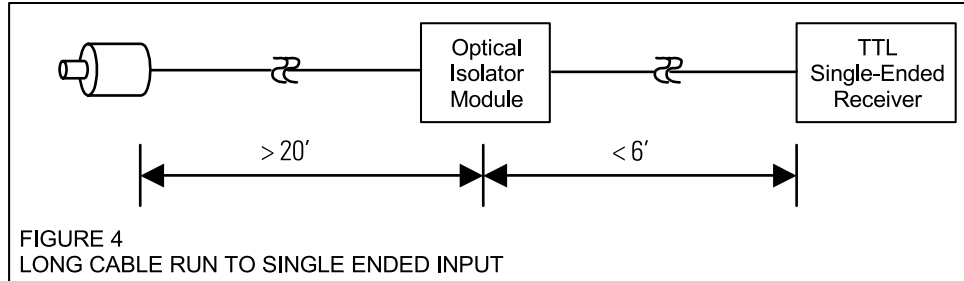 Optical
Isolator
Module
TTL
Single-Ended
Receiver
> 20′
< 6′
FIGURE 4
LONG CABLE RUN TO SINGLE ENDED INPUT